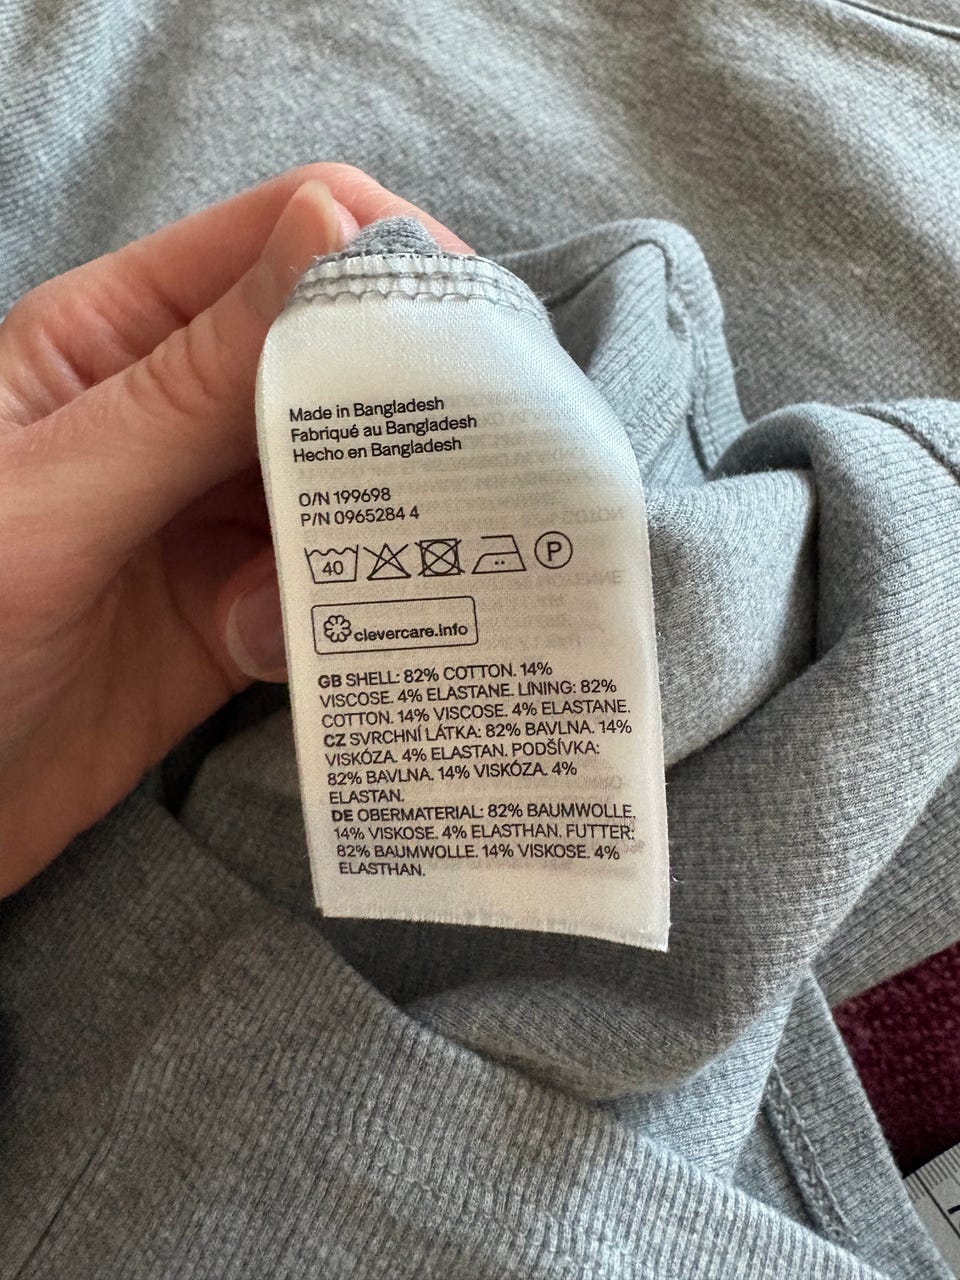 Made in Bangladesh
Fabriqué au Bangladesh
Hecho en Bangladesh
O/N 199698
P/N 0965284 4
40 P
clevercare.info
GB SHELL: 82% COTTON. 14%
VISCOSE. 4% ELASTANE. LINING: 82%
COTTON. 14% VISCOSE. 4% ELASTANE.
CZ SVRCHNÍ LÁTKA: 82% BAVLNA. 14%
VISKÓZA. 4% ELASTAN. PODŠÍVKA:
82% BAVLNA. 14% VISKÓZA. 4%
ELASTAN.
DE OBERMATERIAL: 82% BAUMWOLLE.
14% VISKOSE. 4% ELASTHAN. FUTTER:
82% BAUMWOLLE. 14% VISKOSE. 4%
ELASTHAN.